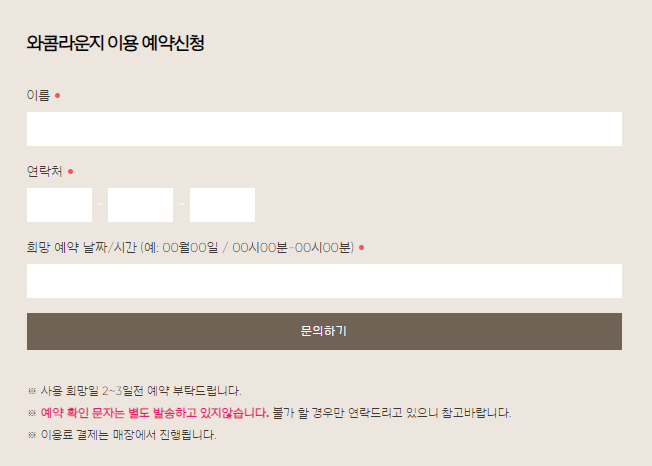 와콤라운지 이용 예약신청
이름
연락처
- -
희망 예약 날짜/시간 (예: 00월00일 / 00시00분-00시00분)
문의하기
※ 사용 희망일 2~3일전 예약 부탁드립니다.
※ 예약 확인 문자는 별도 발송하고 있지않습니다. 불가 할 경우만 연락드리고 있으니 참고바랍니다.
※ 이용료 결제는 매장에서 진행됩니다.